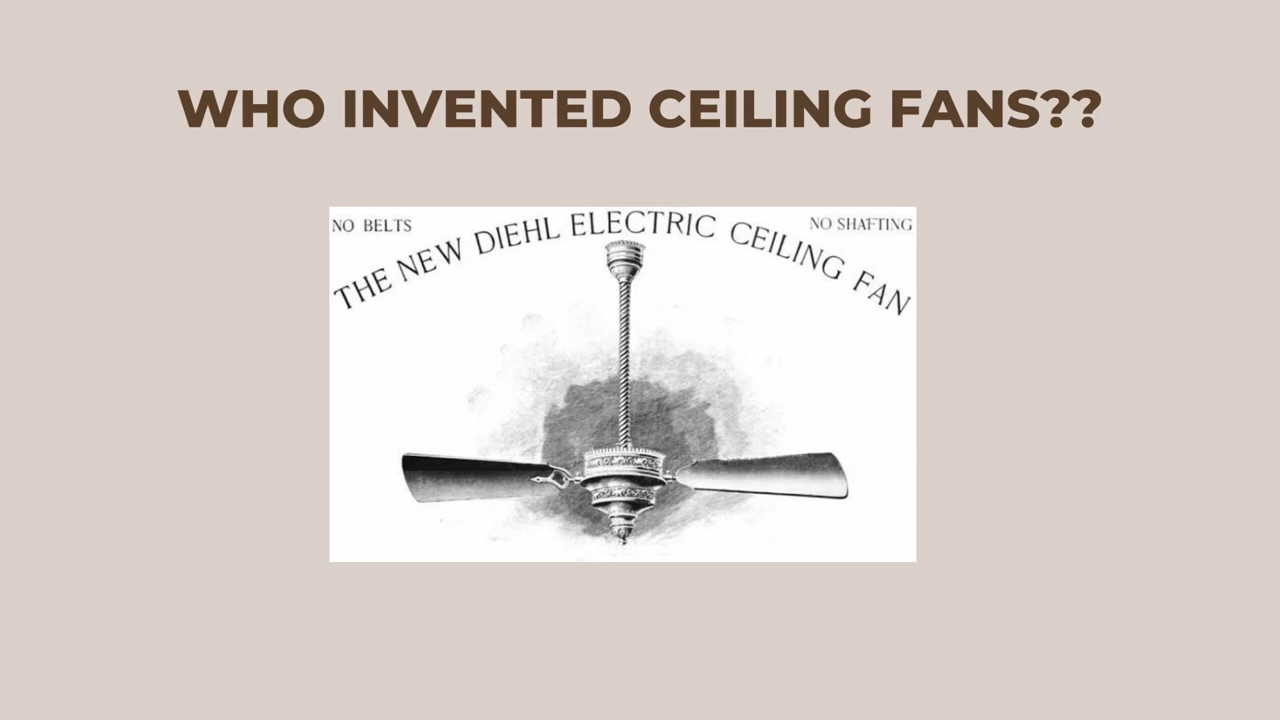 WHO INVENTED CEILING FANS??
NO BELTS
NO SHAFTING
THE NEW DIEHL ELECTRIC CEILING FAN